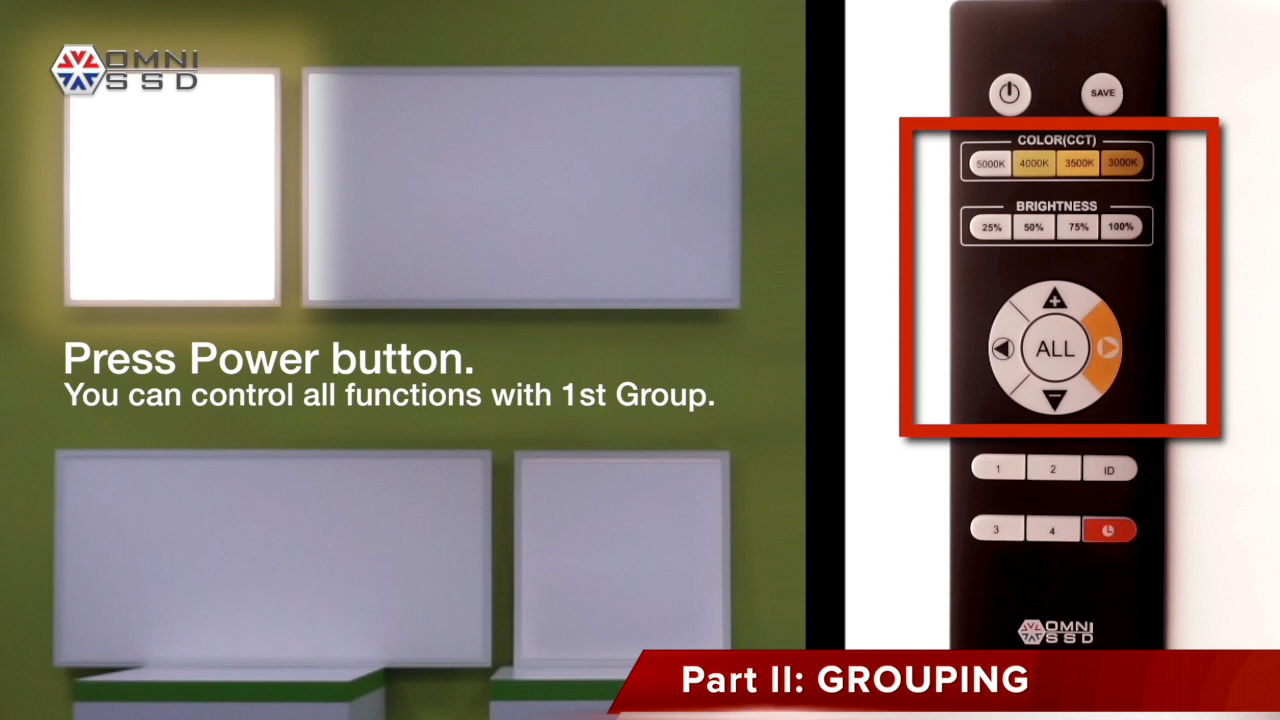 OMNI
SSD
Press Power button.
You can control all functions with 1st Group.
SAVE
COLOR(CCT)
5000K 4000K 3500K 3000K
BRIGHTNESS
25% 50% 75% 100%
+
ALL
−
1 2 ID
3 4
OMNI
SSD
Part II: GROUPING